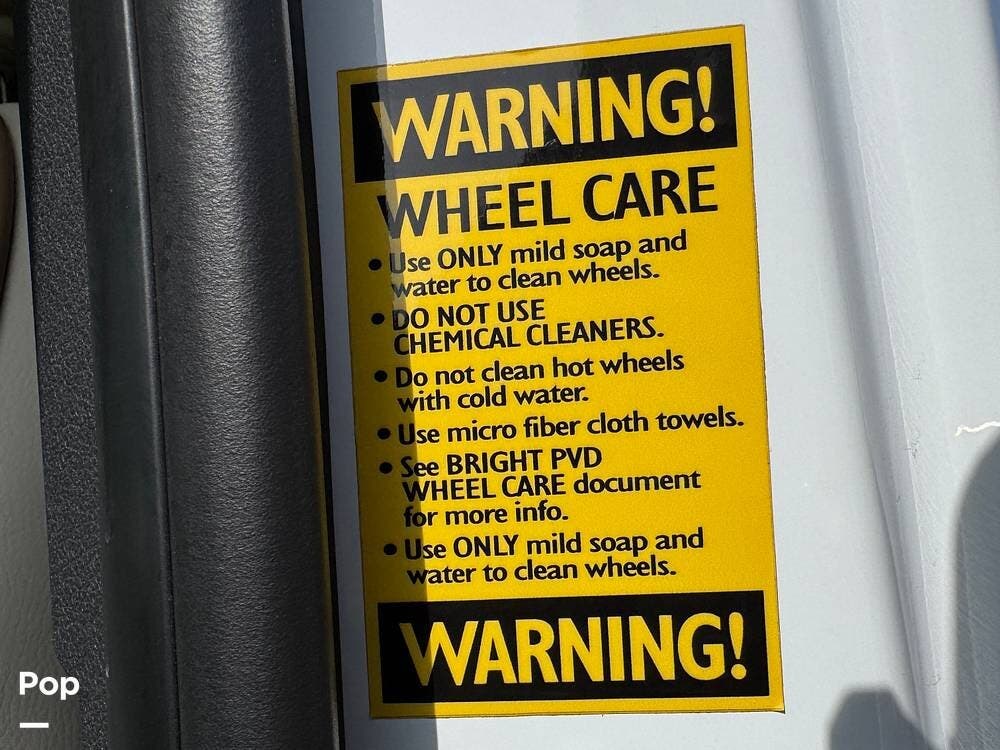 WARNING!
WHEEL CARE
• Use ONLY mild soap and
water to clean wheels.
• DO NOT USE
CHEMICAL CLEANERS.
• Do not clean hot wheels
with cold water.
• Use micro fiber cloth towels.
• See BRIGHT PVD
WHEEL CARE document
for more info.
• Use ONLY mild soap and
water to clean wheels.
WARNING!
Pop